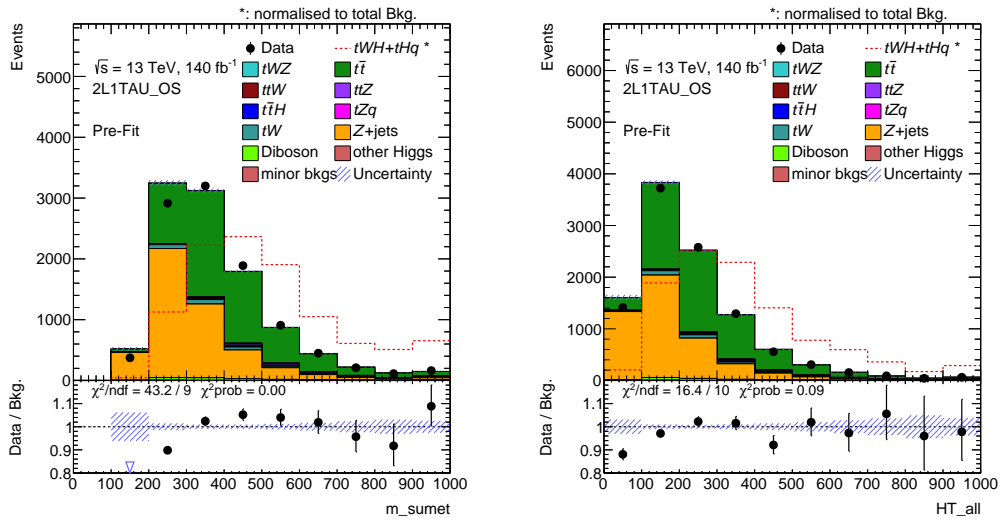 *: normalised to total Bkg.
Events
√s = 13 TeV, 140 fb⁻¹
2L1TAU_OS
Pre-Fit
Data
tWH+tHq *
tWZ
tt̄
ttW
ttZ
tt̄H
tZq
tW
Z+jets
Diboson
other Higgs
minor bkgs
Uncertainty
5000
4000
3000
2000
1000
0
Data / Bkg.
χ²/ndf = 43.2 / 9 χ²prob = 0.00
1.1
1
0.9
0.8
0 100 200 300 400 500 600 700 800 900 1000
m_sumet
*: normalised to total Bkg.
Events
√s = 13 TeV, 140 fb⁻¹
2L1TAU_OS
Pre-Fit
Data
tWH+tHq *
tWZ
tt̄
ttW
ttZ
tt̄H
tZq
tW
Z+jets
Diboson
other Higgs
minor bkgs
Uncertainty
6000
5000
4000
3000
2000
1000
0
Data / Bkg.
χ²/ndf = 16.4 / 10 χ²prob = 0.09
1.1
1
0.9
0.8
0 100 200 300 400 500 600 700 800 900 1000
HT_all